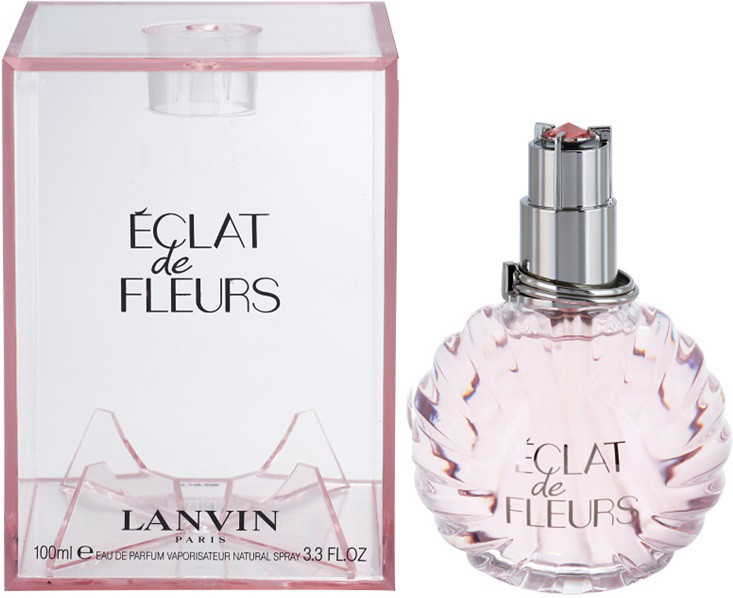 ÉCLAT
de
FLEURS
LANVIN
PARIS
100ml e EAU DE PARFUM VAPORISATEUR NATURAL SPRAY 3.3 FL.OZ
ÉCLAT
de
FLEURS